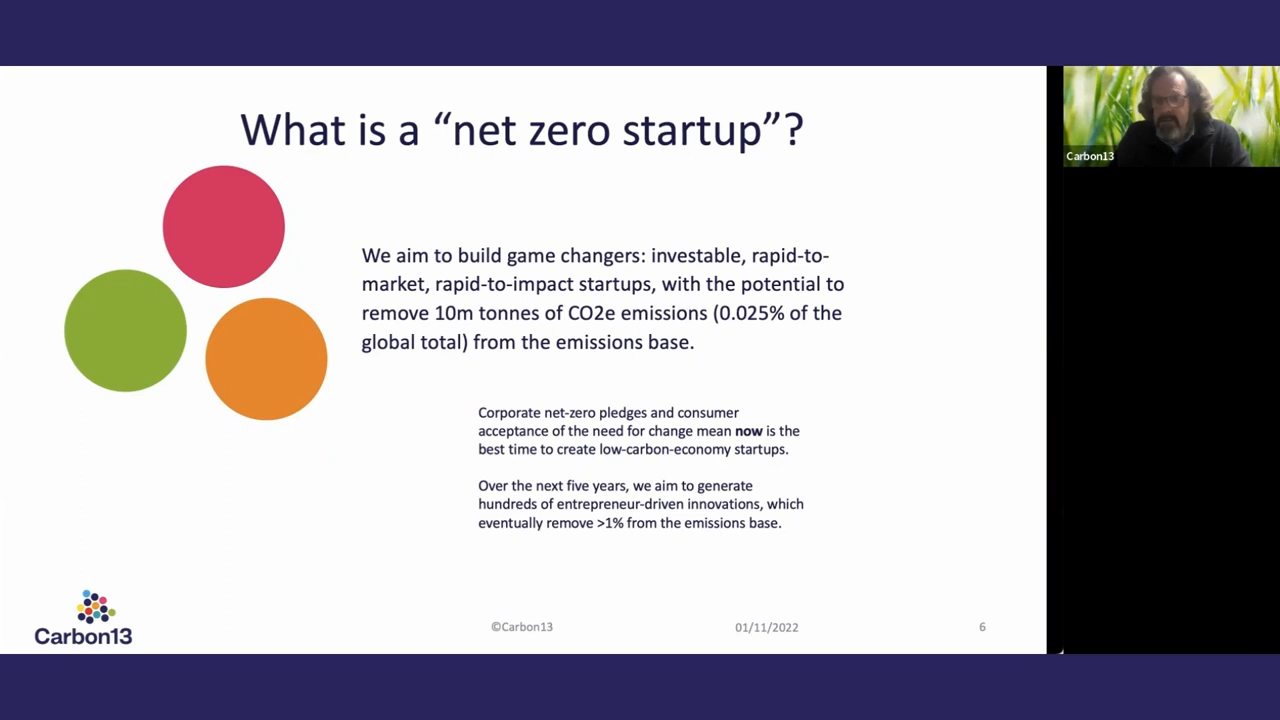 What is a “net zero startup”?
We aim to build game changers: investable, rapid-to-
market, rapid-to-impact startups, with the potential to
remove 10m tonnes of CO2e emissions (0.025% of the
global total) from the emissions base.
Corporate net-zero pledges and consumer
acceptance of the need for change mean now is the
best time to create low-carbon-economy startups.
Over the next five years, we aim to generate
hundreds of entrepreneur-driven innovations, which
eventually remove >1% from the emissions base.
Carbon13
©Carbon13
01/11/2022
6
Carbon13